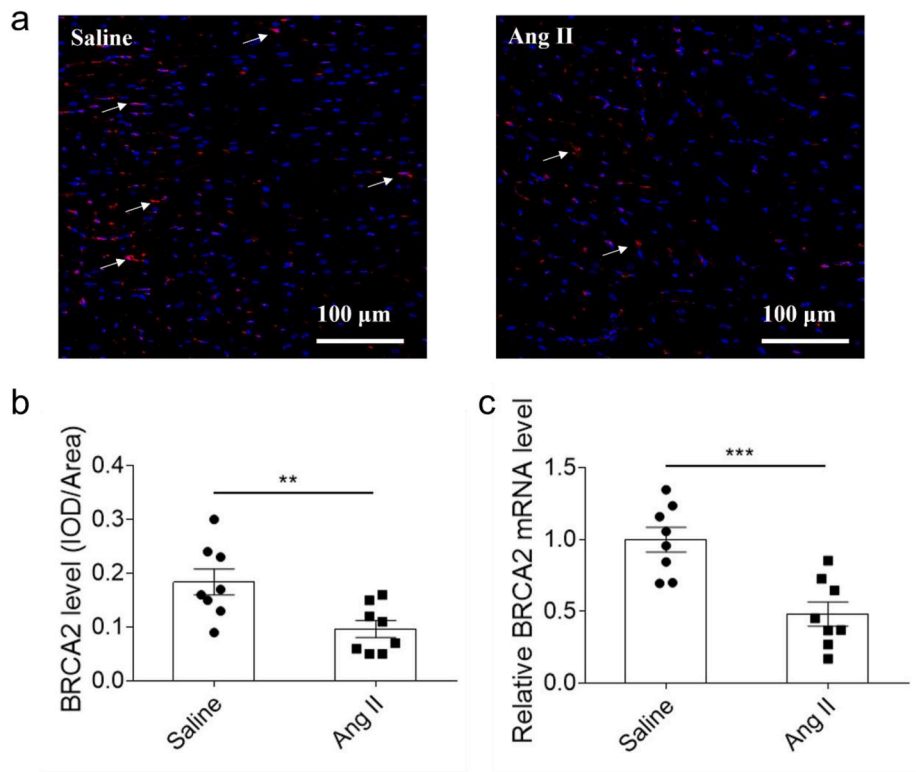 a
Saline
100 μm
Ang II
100 μm
b
BRCA2 level (IOD/Area)
0.4
0.3
0.2
0.1
0.0
**
Saline
Ang II
c
Relative BRCA2 mRNA level
1.5
1.0
0.5
0.0
***
Saline
Ang II